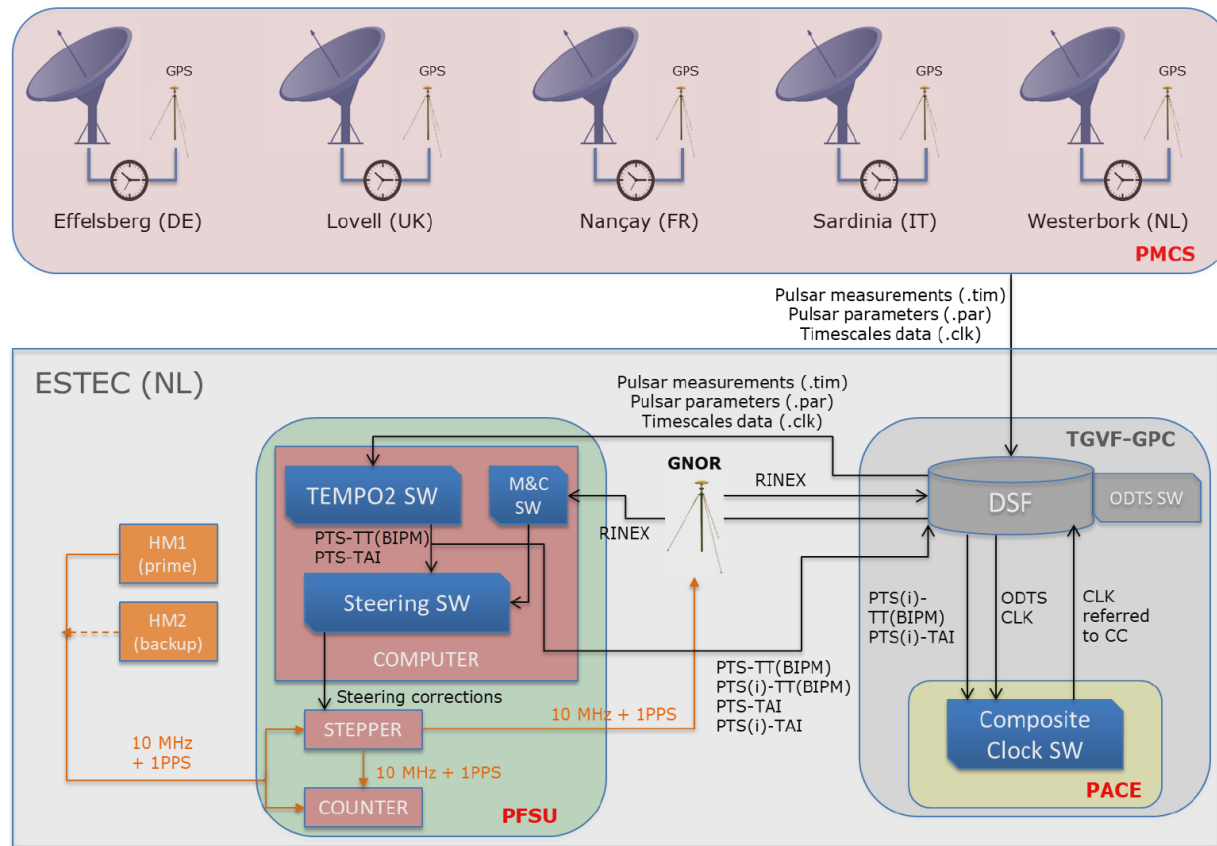 GPS
GPS
GPS
GPS
GPS
Effelsberg (DE)
Lovell (UK)
Nançay (FR)
Sardinia (IT)
Westerbork (NL)
PMCS
Pulsar measurements (.tim)
Pulsar parameters (.par)
Timescales data (.clk)
ESTEC (NL)
Pulsar measurements (.tim)
Pulsar parameters (.par)
Timescales data (.clk)
TGVF-GPC
GNOR
TEMPO2 SW
M&C
SW
RINEX
RINEX
DSF
ODTS SW
HM1
(prime)
HM2
(backup)
PTS-TT(BIPM)
PTS-TAI
Steering SW
COMPUTER
PTS(i)-
TT(BIPM)
PTS(i)-TAI
ODTS
CLK
CLK
referred
to CC
PTS-TT(BIPM)
PTS(i)-TT(BIPM)
PTS-TAI
PTS(i)-TAI
Steering corrections
STEPPER
10 MHz + 1PPS
10 MHz
+ 1PPS
10 MHz + 1PPS
COUNTER
PFSU
Composite
Clock SW
PACE